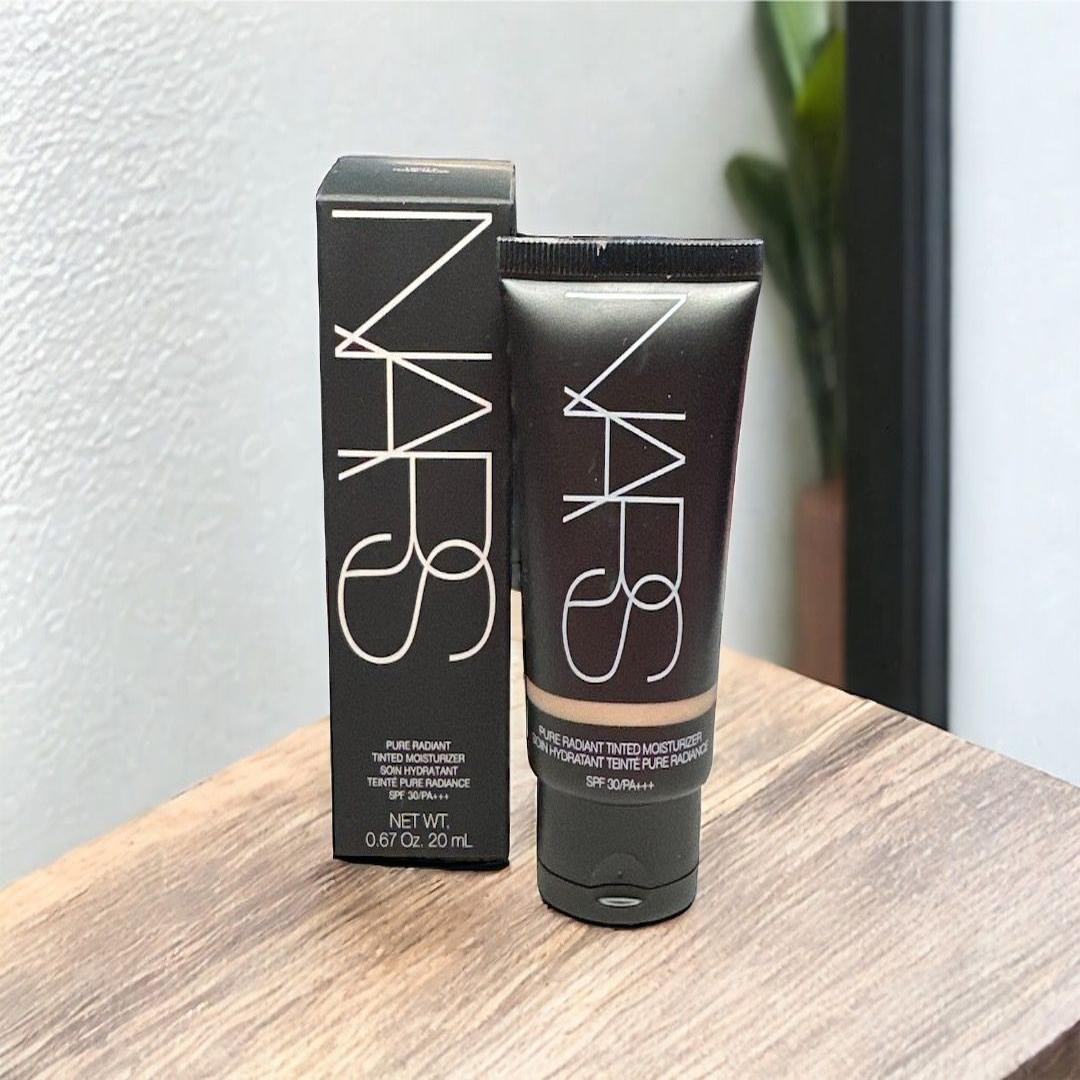 NARS
PURE RADIANT
TINTED MOISTURIZER
SOIN HYDRATANT
TEINTÉ PURE RADIANCE
SPF 30/PA+++
NET WT.
0.67 Oz. 20 mL
NARS
PURE RADIANT TINTED MOISTURIZER
SOIN HYDRATANT TEINTÉ PURE RADIANCE
SPF 30/PA+++